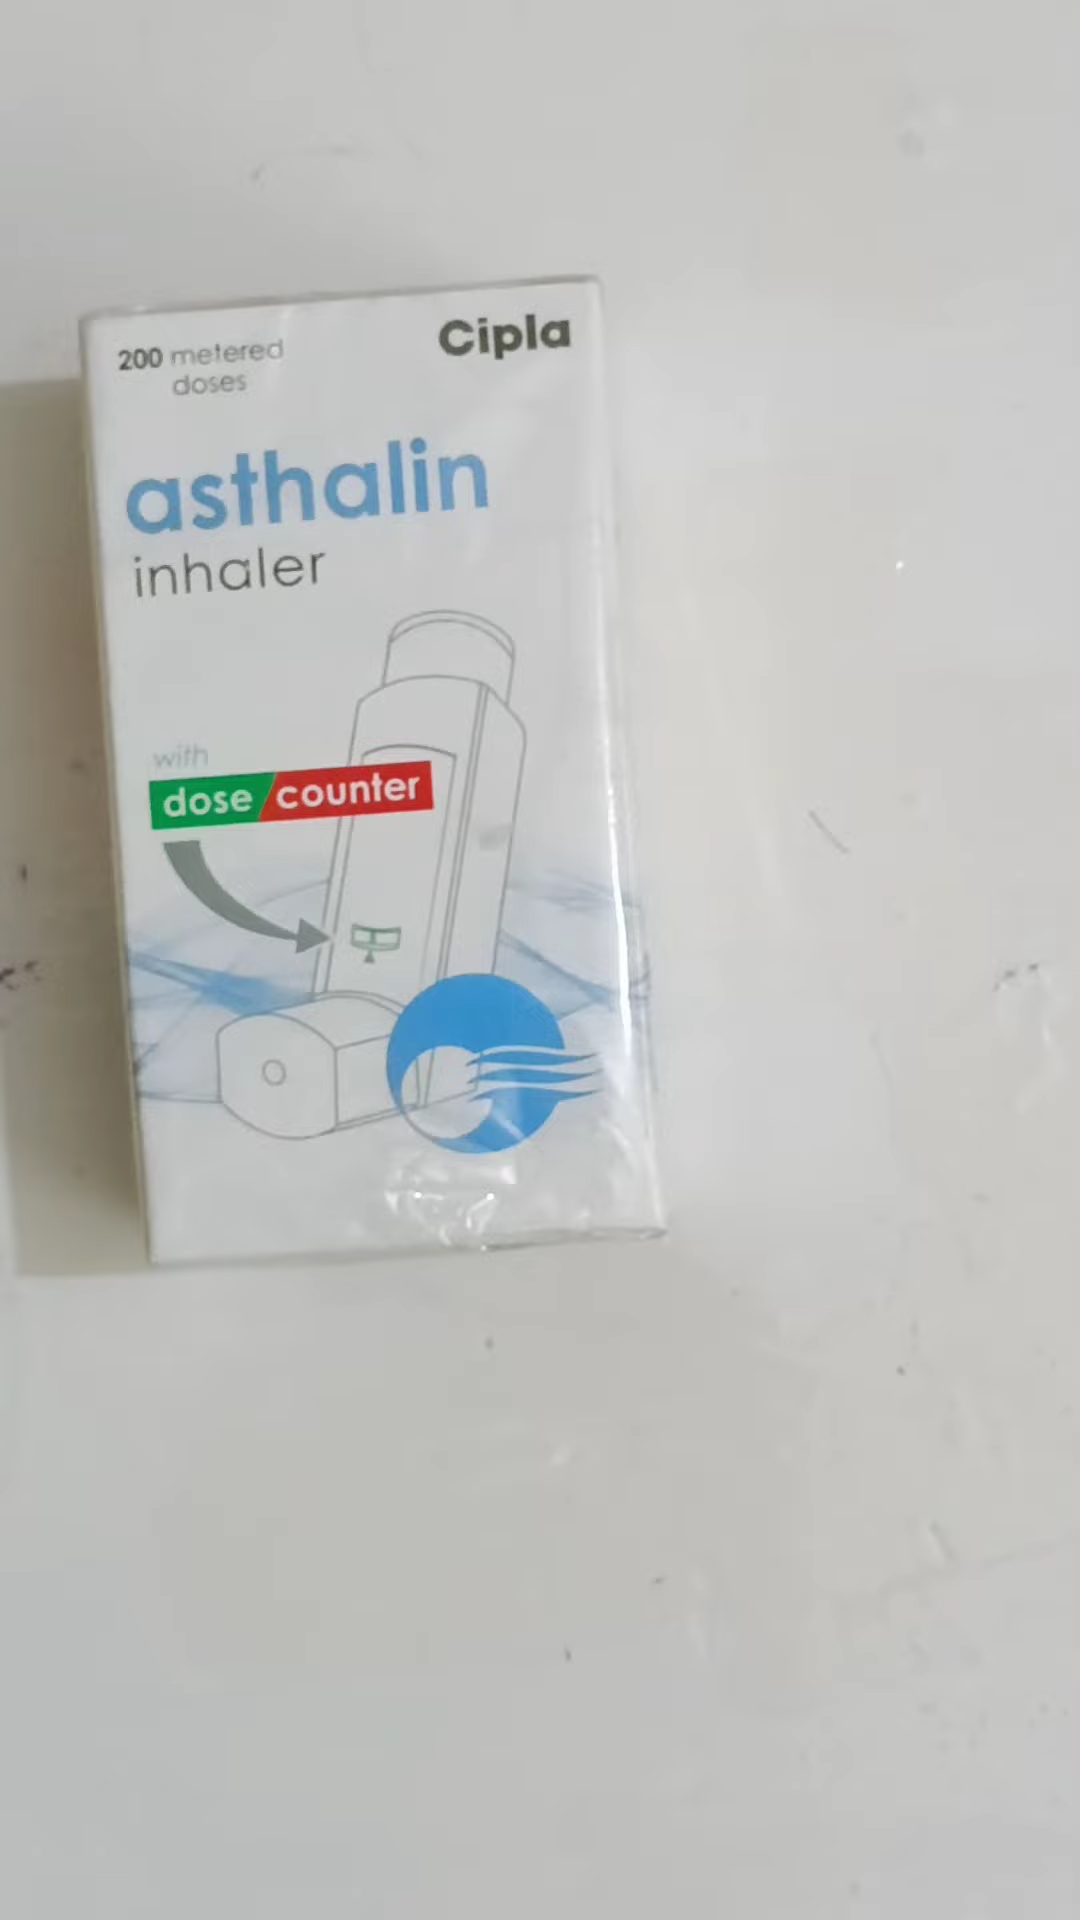 200 metered
doses
Cipla
asthalin
inhaler
with
dose counter